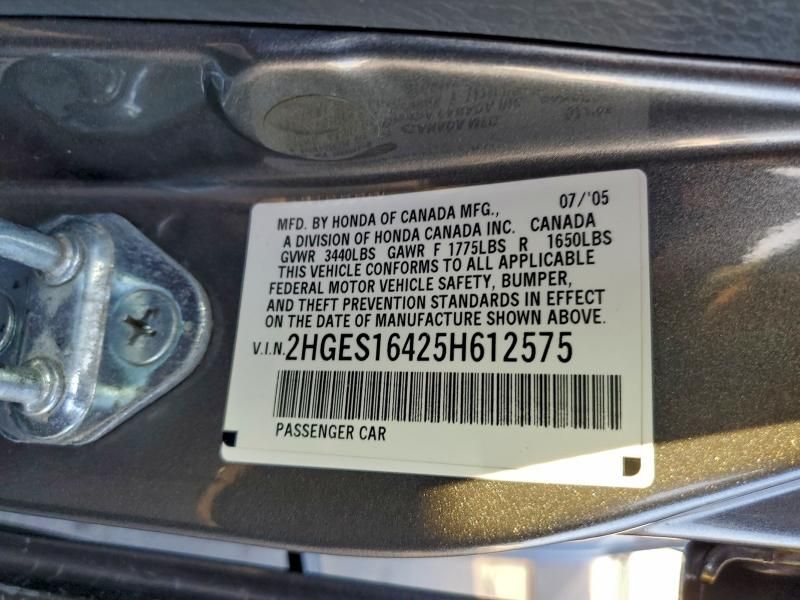 07/'05
MFD. BY HONDA OF CANADA MFG.,
A DIVISION OF HONDA CANADA INC. CANADA
GVWR 3440LBS GAWR F 1775LBS R 1650LBS
THIS VEHICLE CONFORMS TO ALL APPLICABLE
FEDERAL MOTOR VEHICLE SAFETY, BUMPER,
AND THEFT PREVENTION STANDARDS IN EFFECT
ON THE DATE OF MANUFACTURE SHOWN ABOVE.
V.I.N. 2HGES16425H612575
PASSENGER CAR